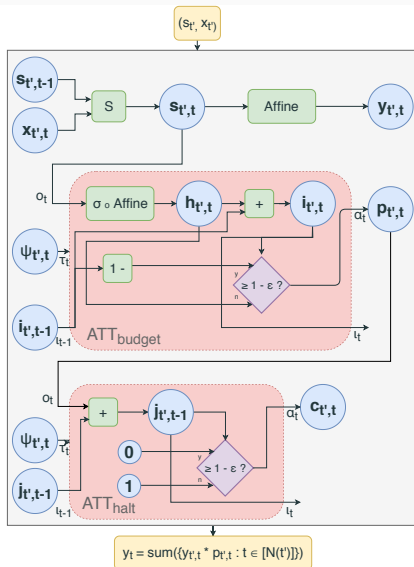 (s_t', x_t')
s_t',t-1
S
s_t',t
Affine
y_t',t
x_t',t
o_t
σ ∘ Affine
h_t',t
+
i_t',t
α_t
p_t',t
ψ_t',t
τ_t
1 -
y
n
≥ 1 - ε ?
i_t',t-1
ι_t-1
ATT_budget
ι_t
o_t
+
j_t',t-1
α_t
c_t',t
ψ_t',t
τ_t
0
y
≥ 1 - ε ?
n
1
j_t',t-1
ι_t-1
ATT_halt
ι_t
y_t = sum({y_t',t * p_t',t : t ∈ [N(t')]})